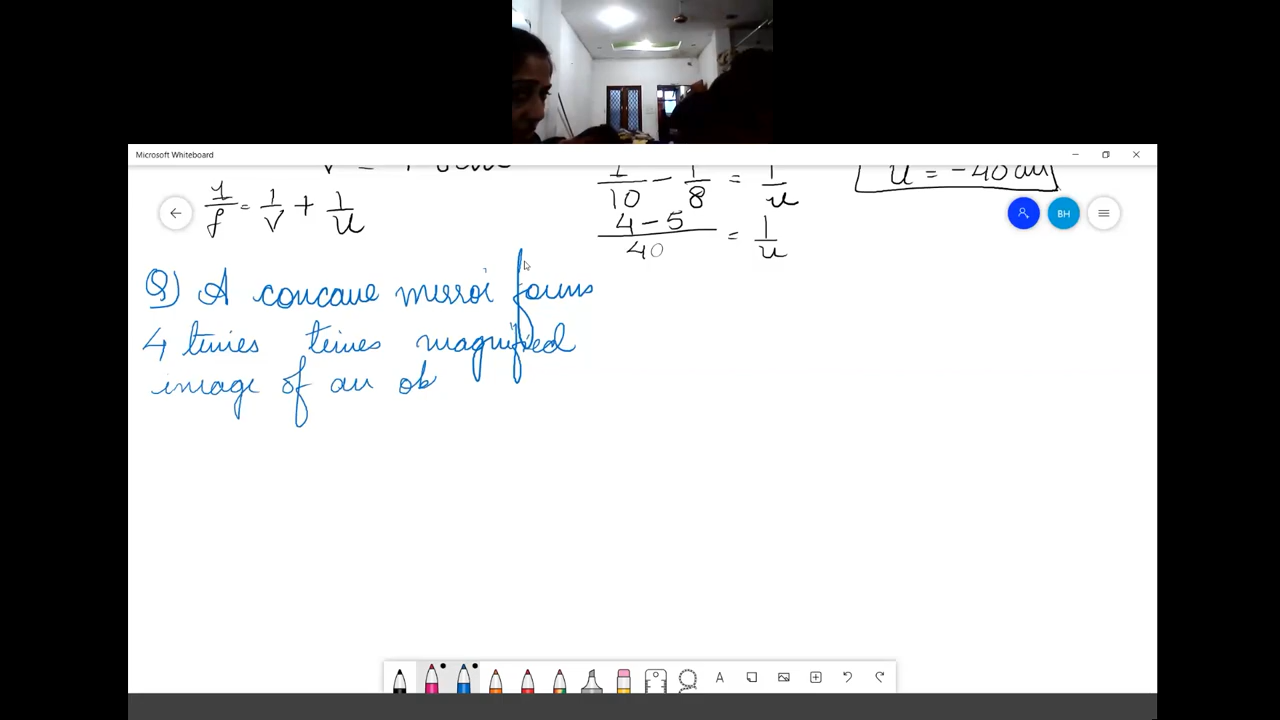 Microsoft Whiteboard
1/10 - 1/8 = 1/u
u = -40 cm
1/f = 1/v + 1/u
4 - 5/40 = 1/u
BH
Q) A concave mirror forms
4 times times magnified
image of an ob
A